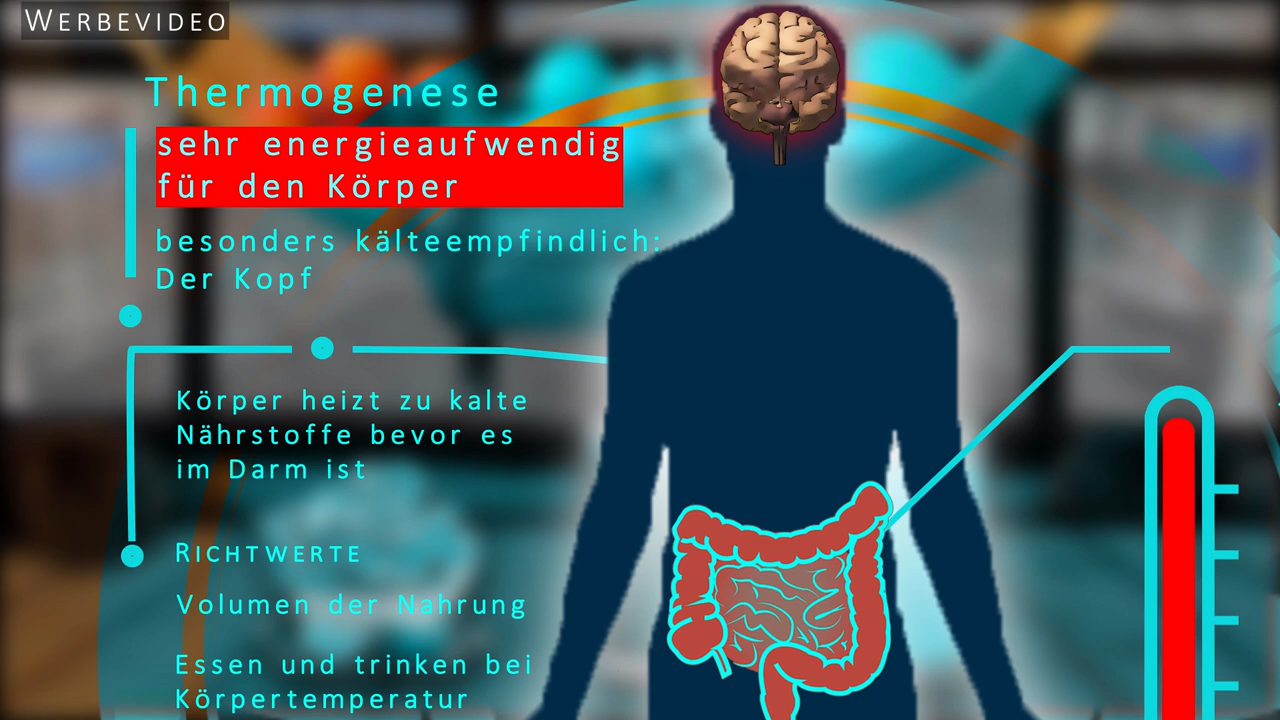 WERBEVIDEO
Thermogenese
sehr energieaufwendig
für den Körper
besonders kälteempfindlich:
Der Kopf
Körper heizt zu kalte
Nährstoffe bevor es
im Darm ist
RICHTWERTE
Volumen der Nahrung
Essen und trinken bei
Körpertemperatur